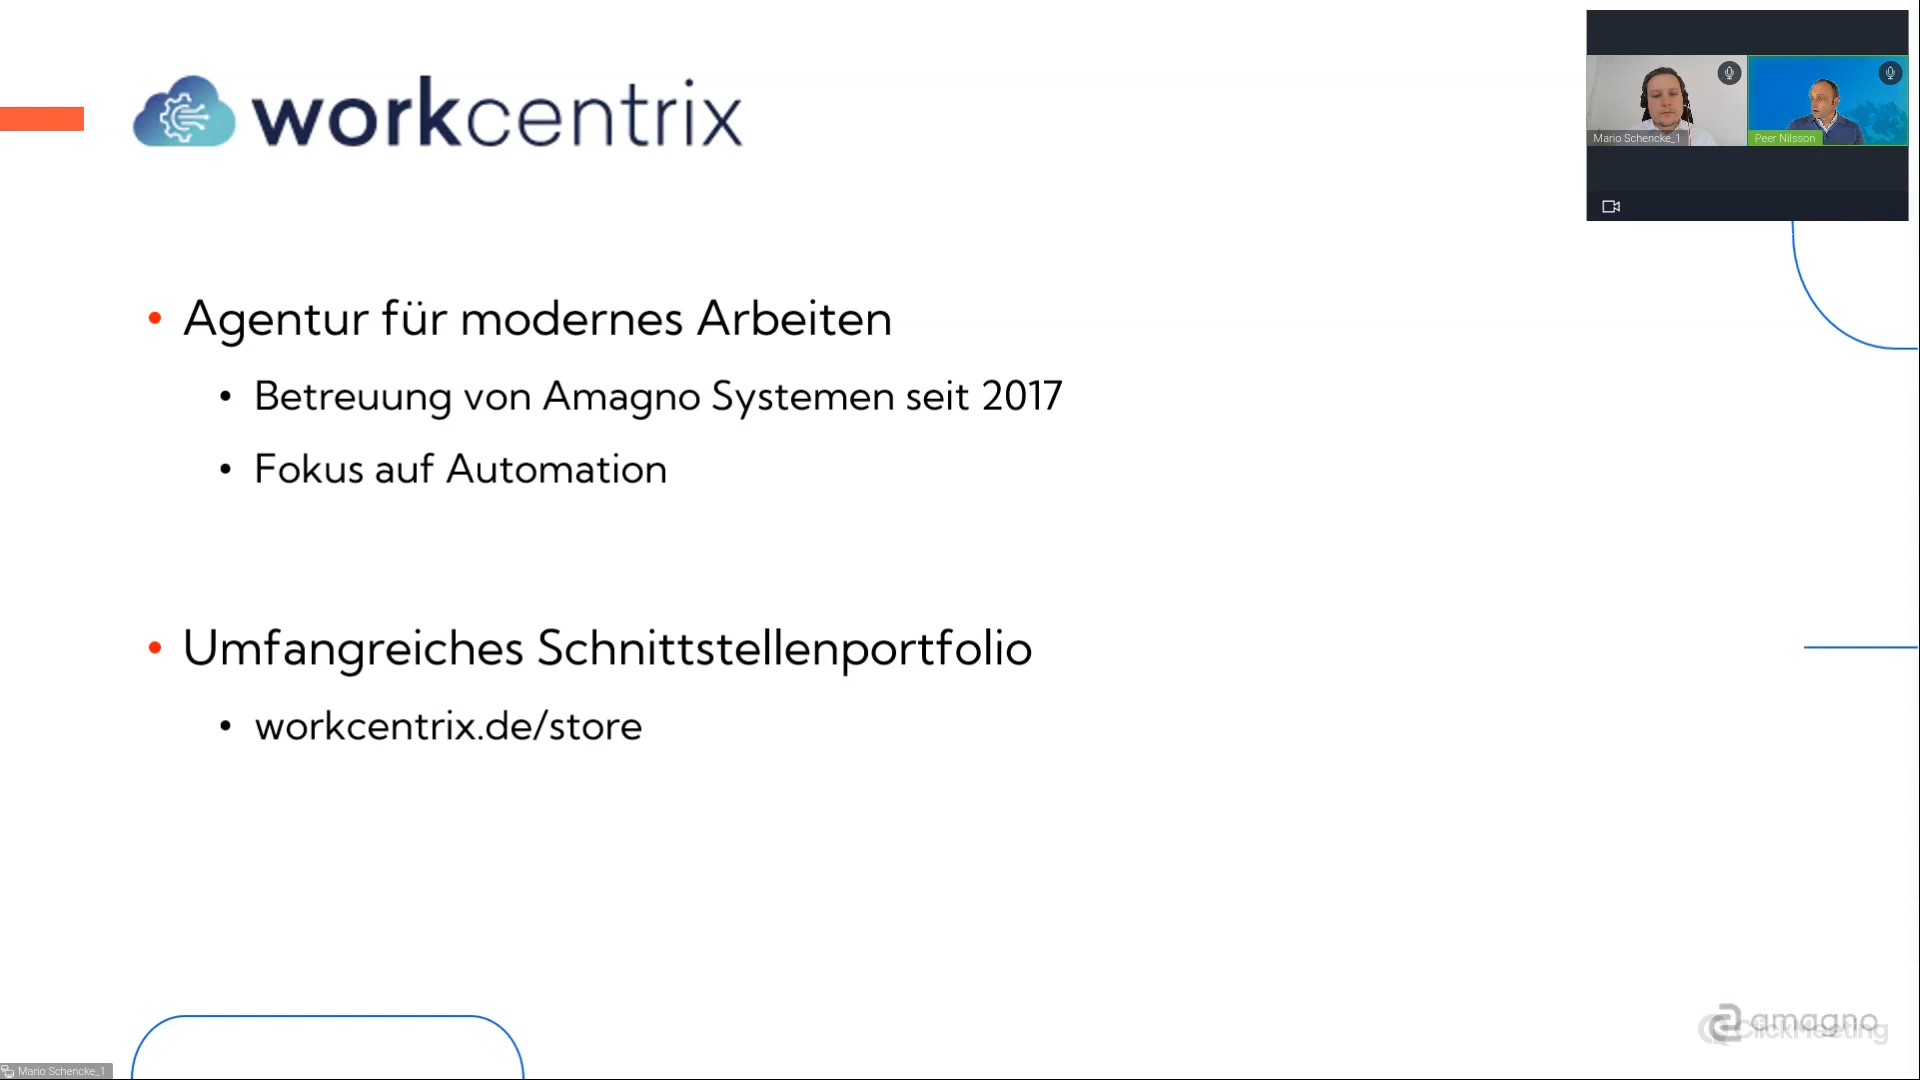 workcentrix
Mario Schencke_1
Peer Nilsson
Agentur für modernes Arbeiten
Betreuung von Amagno Systemen seit 2017
Fokus auf Automation
Umfangreiches Schnittstellenportfolio
workcentrix.de/store
amagno
ClickMeeting
Mario Schencke_1